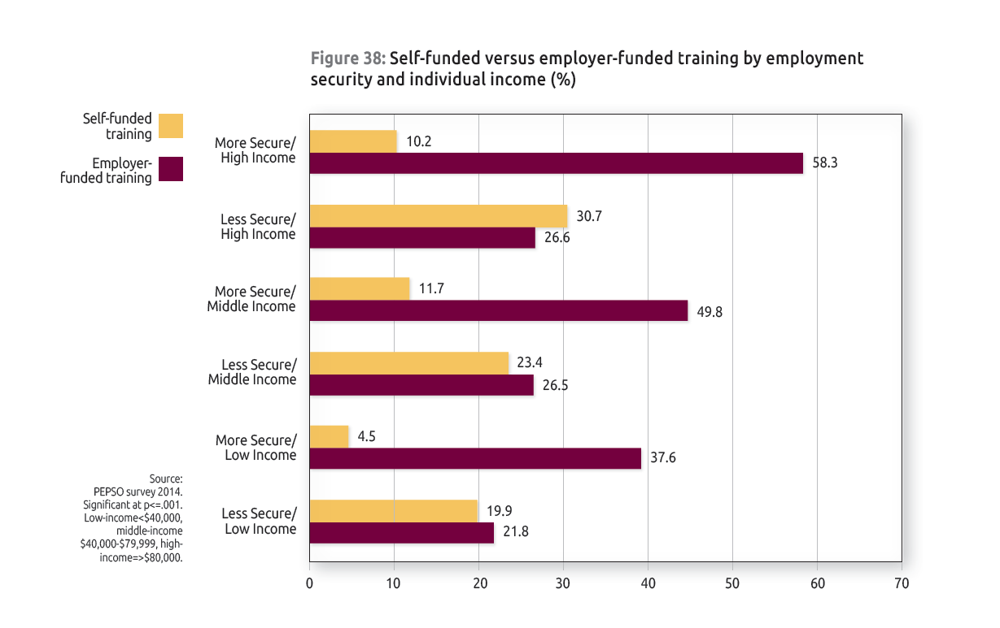 Figure 38: Self-funded versus employer-funded training by employment
security and individual income (%)
Self-funded
training
Employer-
funded training
More Secure/
High Income
10.2
58.3
Less Secure/
High Income
30.7
26.6
More Secure/
Middle Income
11.7
49.8
Less Secure/
Middle Income
23.4
26.5
More Secure/
Low Income
4.5
37.6
Less Secure/
Low Income
19.9
21.8
Source:
PEPSO survey 2014.
Significant at p<=.001.
Low-income<$40,000,
middle-income
$40,000-$79,999, high-
income=>$80,000.
0 10 20 30 40 50 60 70